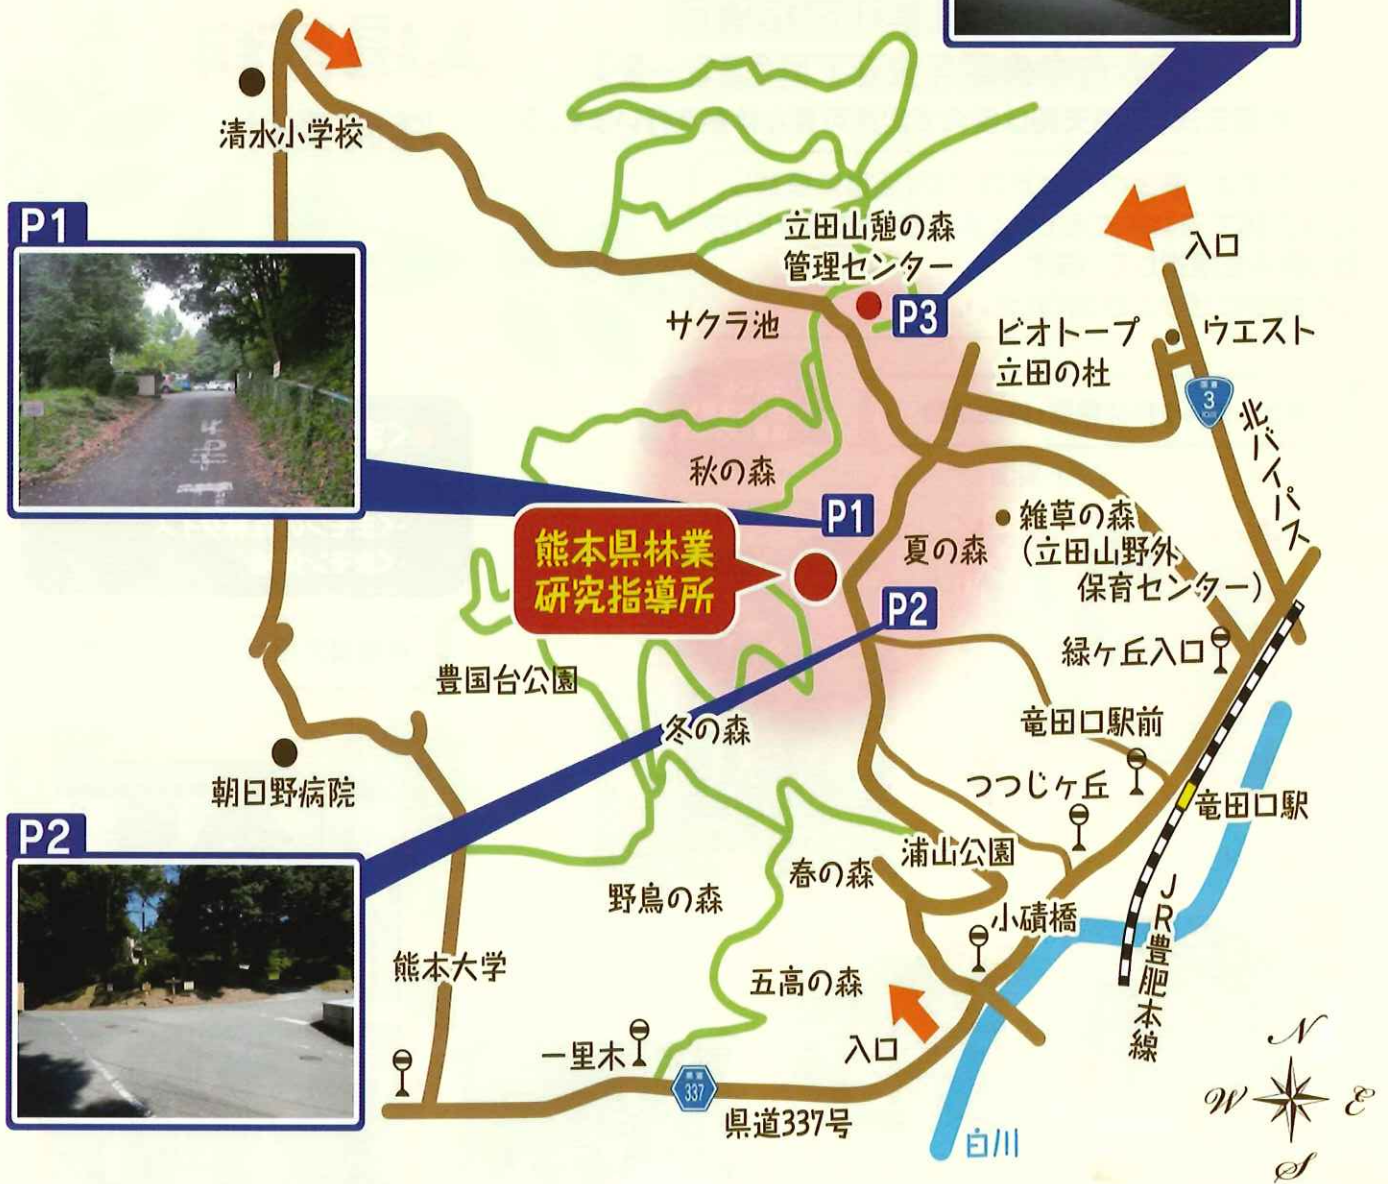 清水小学校
P1
立田山憩の森
管理センター
入口
P3
サクラ池
ビオトープ
立田の杜
ウエスト
国道
3
北バイパス
秋の森
P1
雑草の森
(立田山野外
保育センター)
夏の森
熊本県林業
研究指導所
P2
緑ヶ丘入口
豊国台公園
冬の森
竜田口駅前
朝日野病院
つつじヶ丘
竜田口駅
P2
浦山公園
春の森
野鳥の森
小磧橋
JR豊肥本線
熊本大学
五高の森
入口
一里木
337
県道337号
白川
N
W
E
S